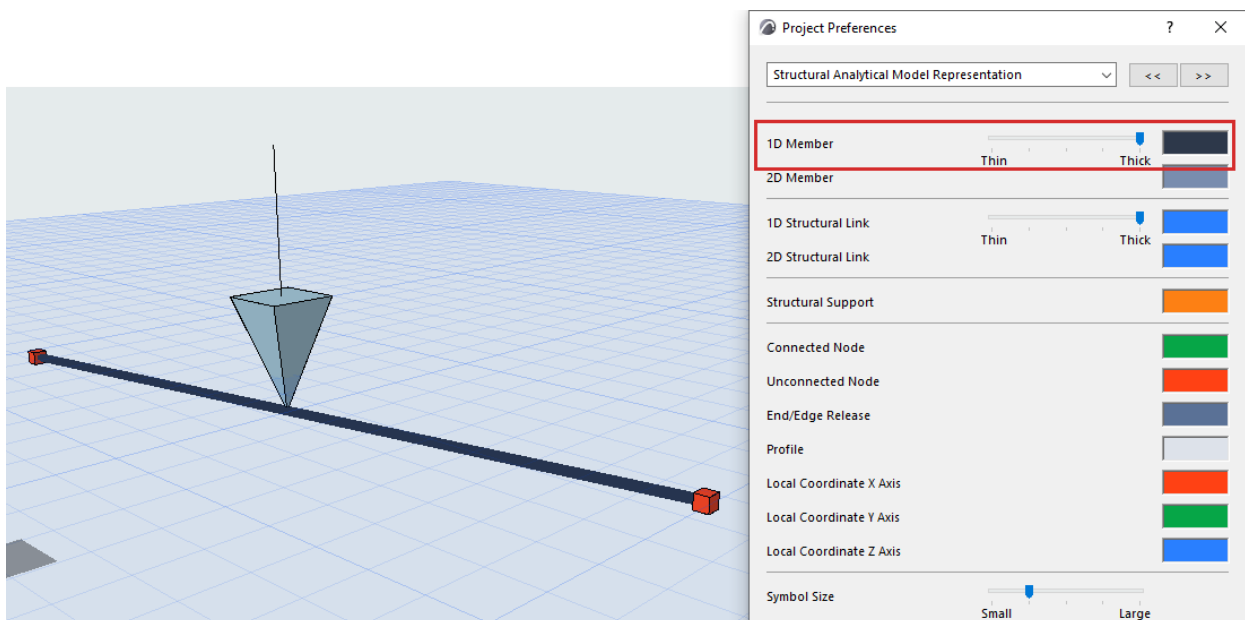 Project Preferences ? ×
Structural Analytical Model Representation << >>
1D Member
Thin Thick
2D Member
1D Structural Link
Thin Thick
2D Structural Link
Structural Support
Connected Node
Unconnected Node
End/Edge Release
Profile
Local Coordinate X Axis
Local Coordinate Y Axis
Local Coordinate Z Axis
Symbol Size
Small Large